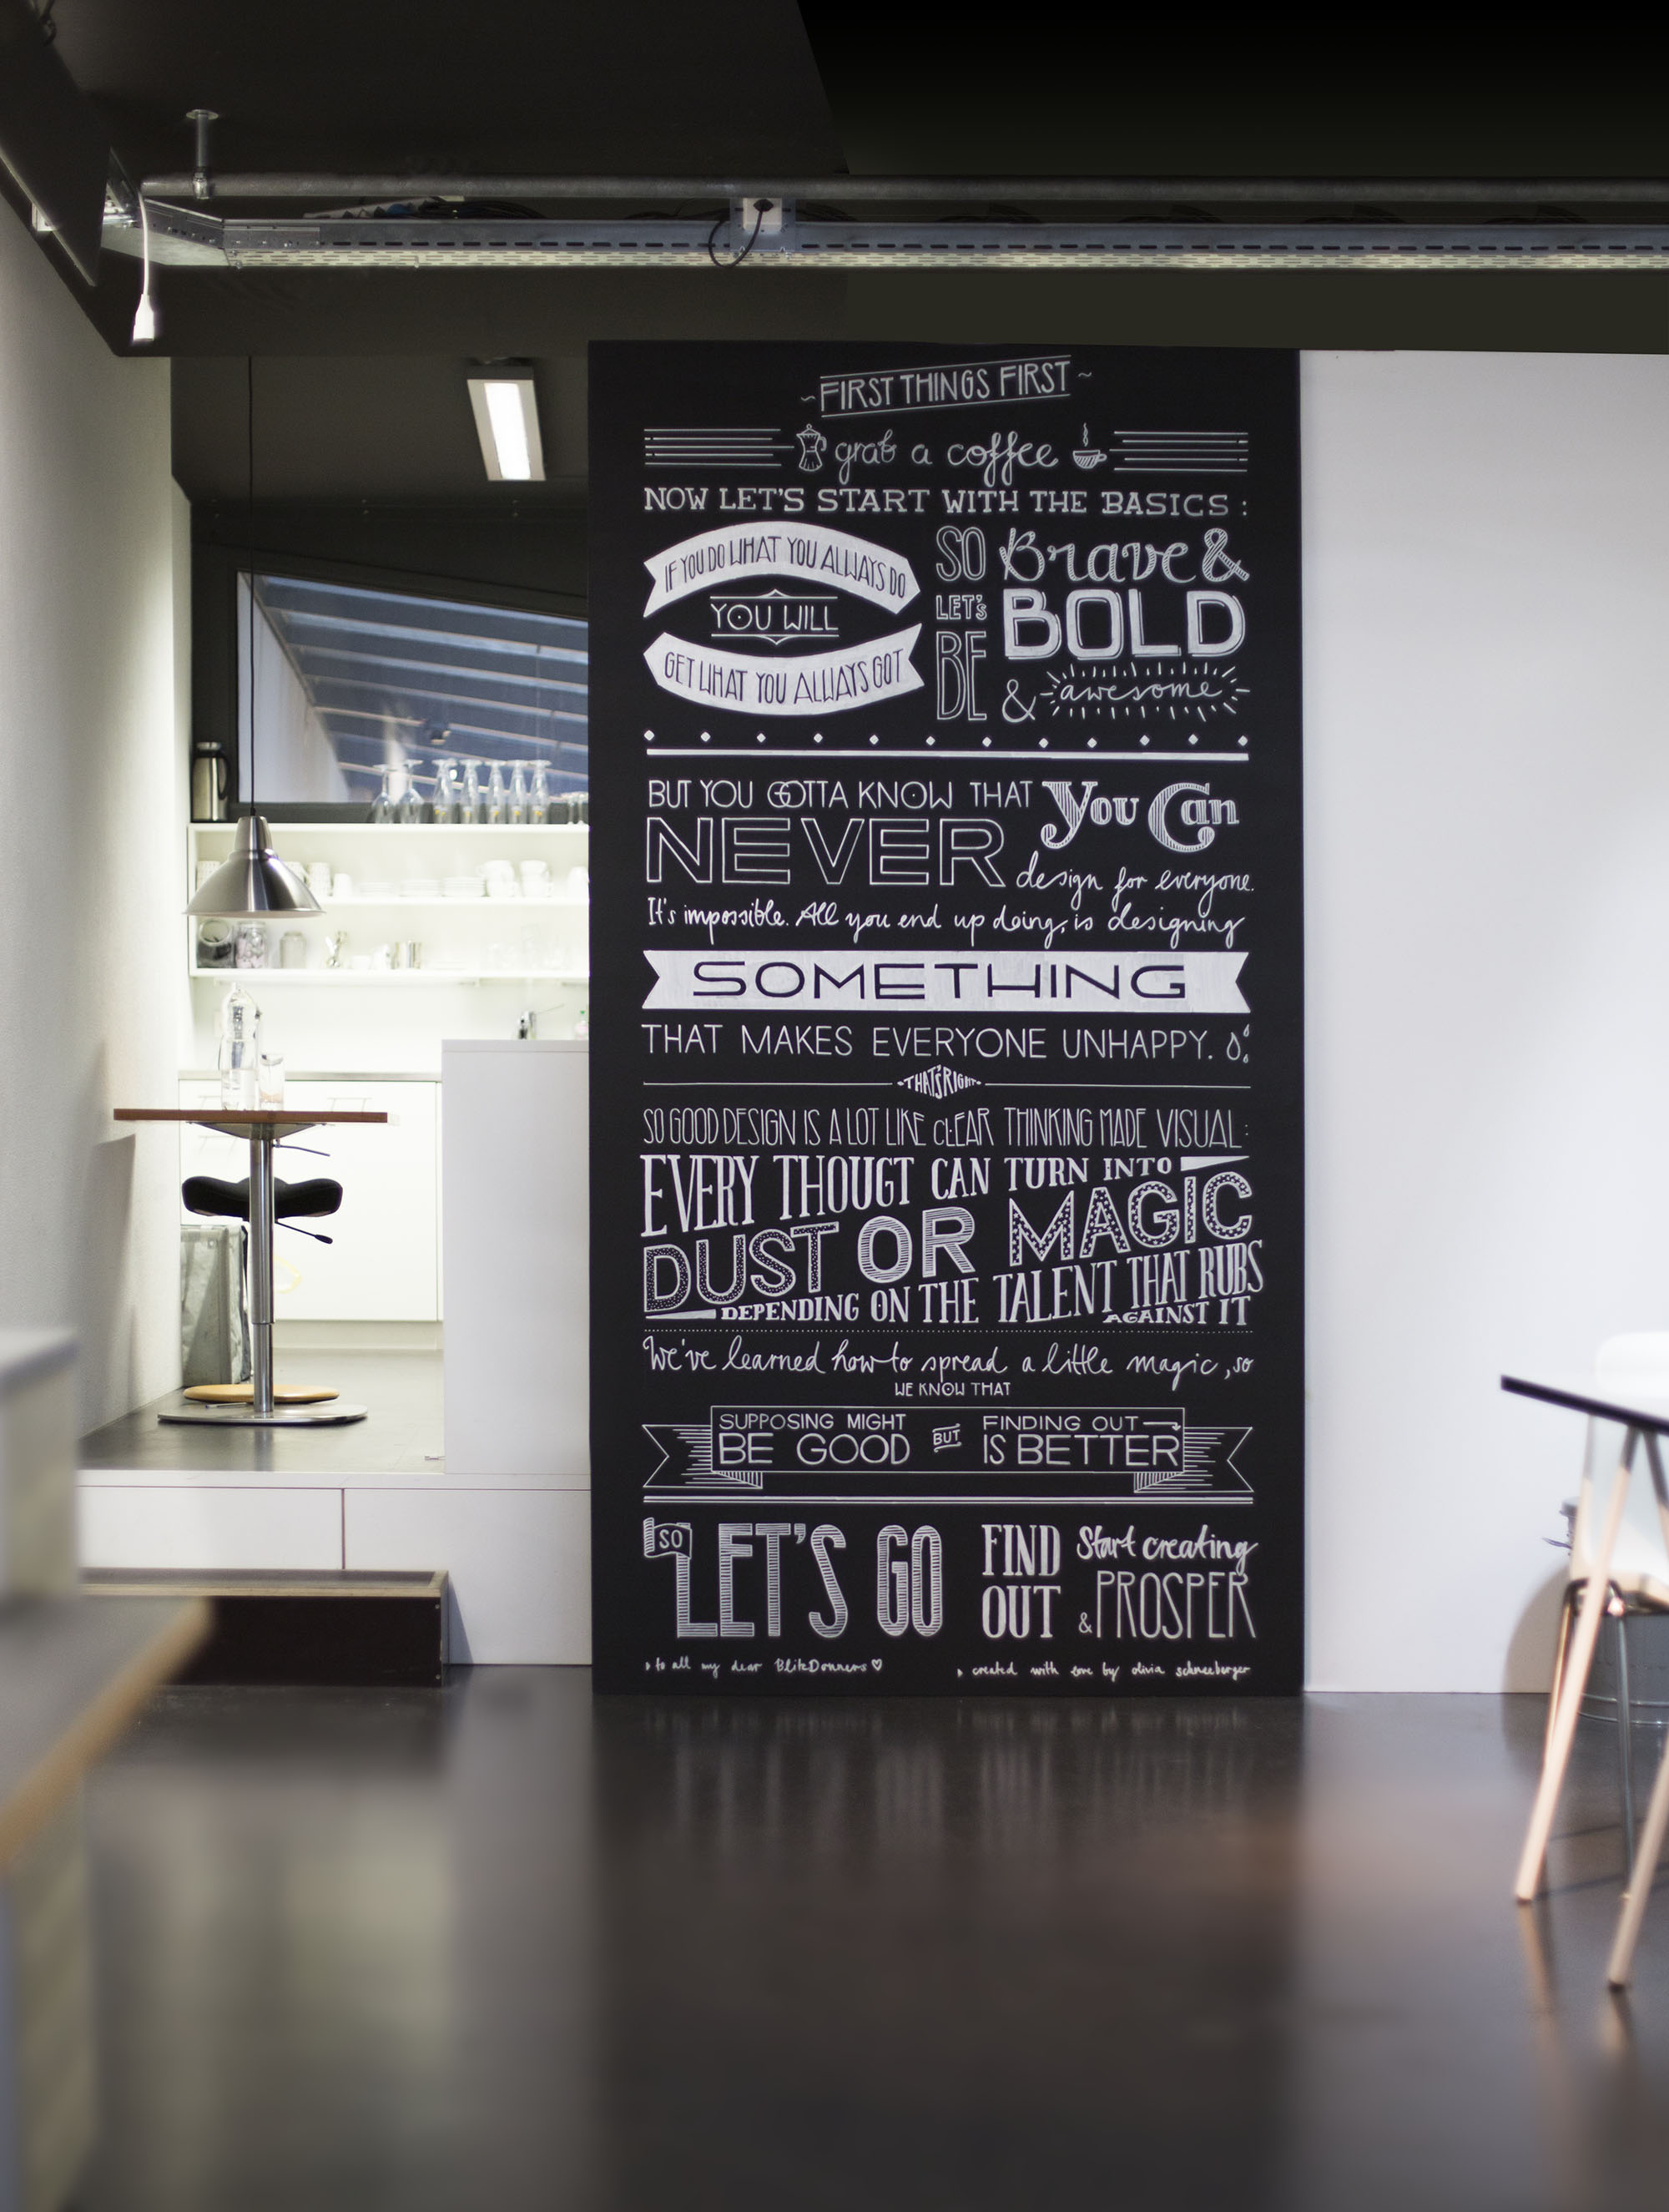 ~FIRST THINGS FIRST~
grab a coffee
NOW LET'S START WITH THE BASICS:
IF YOU DO WHAT YOU ALWAYS DO
YOU WILL
GET WHAT YOU ALWAYS GOT
SO LET'S BE
Brave &
BOLD
& awesome
BUT YOU GOTTA KNOW THAT You Can
NEVER design for everyone.
It's impossible. All you end up doing, is designing
SOMETHING
THAT MAKES EVERYONE UNHAPPY.
THAT'S RIGHT
SO GOOD DESIGN IS A LOT LIKE CLEAR THINKING MADE VISUAL:
EVERY THOUGT CAN TURN INTO
DUST OR MAGIC
DEPENDING ON THE TALENT THAT RUBS
AGAINST IT
We've learned how to spread a little magic, so
WE KNOW THAT
SUPPOSING MIGHT BE GOOD
BUT
FINDING OUT IS BETTER
SO LET'S GO
FIND OUT
Start creating
& PROSPER
to all my dear BlitzDonners ♡
created with love by olivia schneeberger